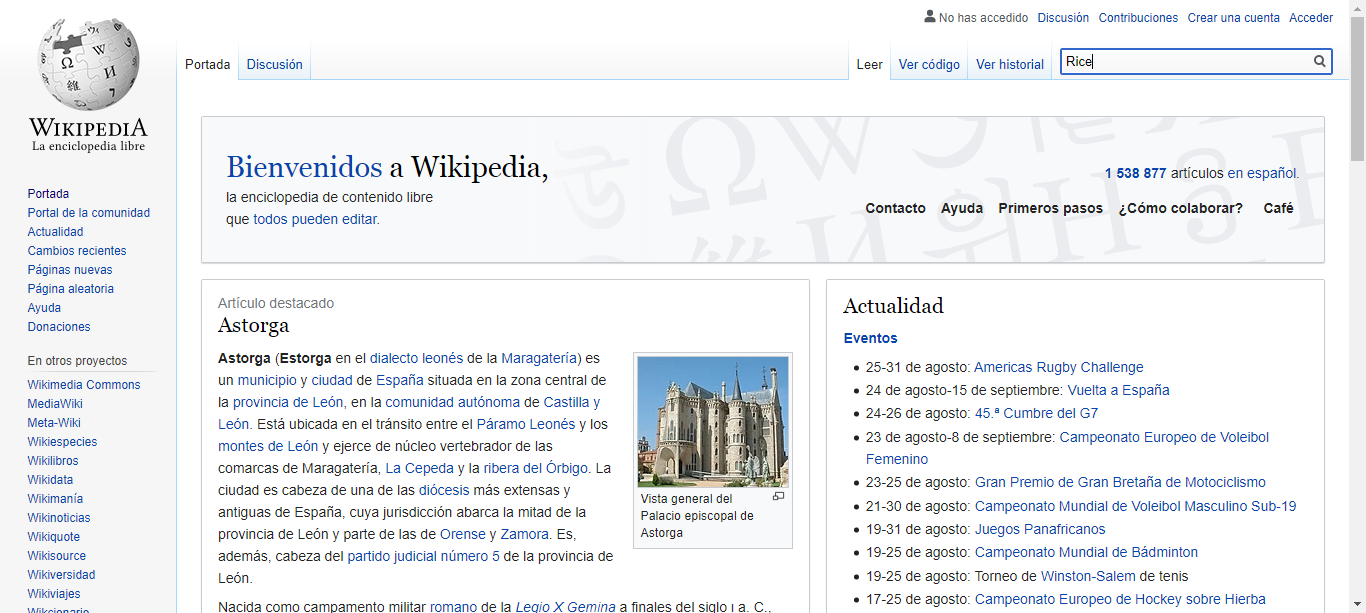 No has accedido Discusión Contribuciones Crear una cuenta Acceder
Portada Discusión Leer Ver código Ver historial Rice
WIKIPEDIA
La enciclopedia libre
Portada
Portal de la comunidad
Actualidad
Cambios recientes
Páginas nuevas
Página aleatoria
Ayuda
Donaciones
En otros proyectos
Wikimedia Commons
MediaWiki
Meta-Wiki
Wikiespecies
Wikilibros
Wikidata
Wikimanía
Wikinoticias
Wikiquote
Wikisource
Wikiversidad
Wikiviajes
Wikcionario
Bienvenidos a Wikipedia,
la enciclopedia de contenido libre
que todos pueden editar.
1 538 877 artículos en español.
Contacto Ayuda Primeros pasos ¿Cómo colaborar? Café
Artículo destacado
Astorga
Astorga (Estorga en el dialecto leonés de la Maragatería) es
un municipio y ciudad de España situada en la zona central de
la provincia de León, en la comunidad autónoma de Castilla y
León. Está ubicada en el tránsito entre el Páramo Leonés y los
montes de León y ejerce de núcleo vertebrador de las
comarcas de Maragatería, La Cepeda y la ribera del Órbigo. La
ciudad es cabeza de una de las diócesis más extensas y
antiguas de España, cuya jurisdicción abarca la mitad de la
provincia de León y parte de las de Orense y Zamora. Es,
además, cabeza del partido judicial número 5 de la provincia de
León.
Nacida como campamento militar romano de la Legio X Gemina a finales del siglo I a. C.,
Vista general del
Palacio episcopal de
Astorga
Actualidad
Eventos
25-31 de agosto: Americas Rugby Challenge
24 de agosto-15 de septiembre: Vuelta a España
24-26 de agosto: 45.ª Cumbre del G7
23 de agosto-8 de septiembre: Campeonato Europeo de Voleibol
Femenino
23-25 de agosto: Gran Premio de Gran Bretaña de Motociclismo
21-30 de agosto: Campeonato Mundial de Voleibol Masculino Sub-19
19-31 de agosto: Juegos Panafricanos
19-25 de agosto: Campeonato Mundial de Bádminton
19-25 de agosto: Torneo de Winston-Salem de tenis
17-25 de agosto: Campeonato Europeo de Hockey sobre Hierba